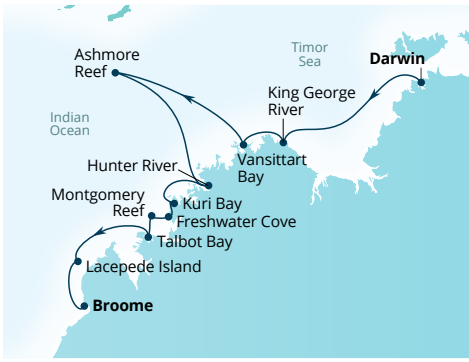 Ashmore
Reef
Timor
Sea
Darwin
King George
River
Indian
Ocean
Vansittart
Bay
Hunter River
Kuri Bay
Montgomery
Reef
Freshwater Cove
Talbot Bay
Lacepede Island
Broome